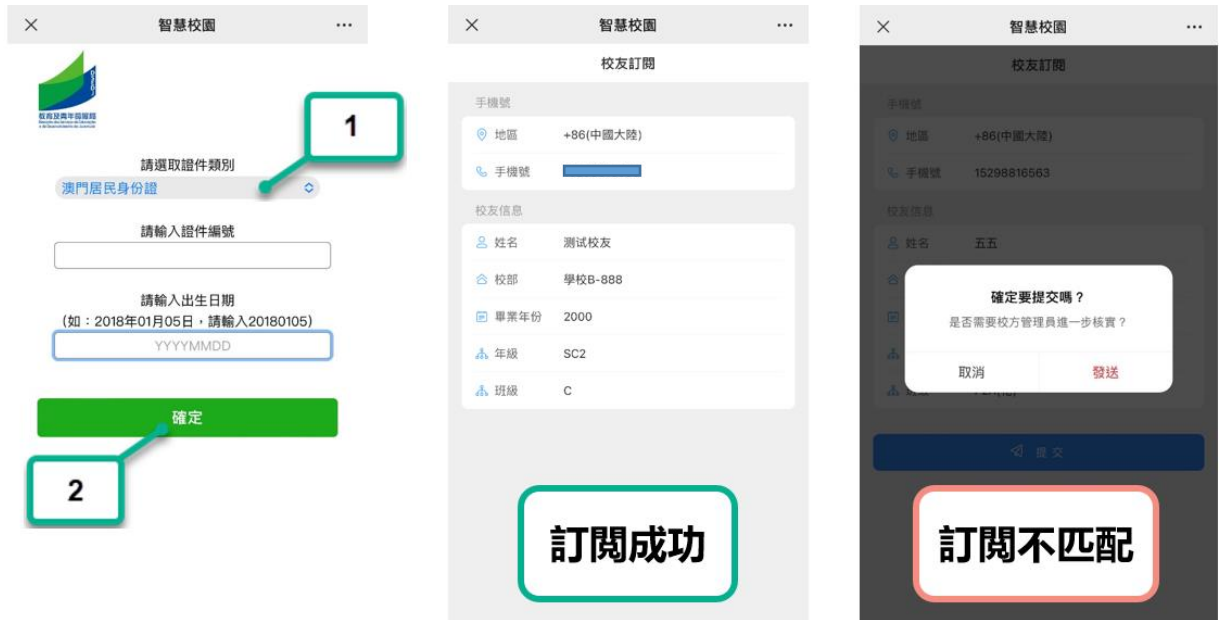 智慧校園
教育及青年發展局
1
請選取證件類別
澳門居民身份證
請輸入證件編號
請輸入出生日期
(如：2018年01月05日，請輸入20180105)
YYYYMMDD
確定
2
智慧校園
校友訂閱
手機號
地區 +86(中國大陸)
手機號
校友信息
姓名 测试校友
校部 學校B-888
畢業年份 2000
年級 SC2
班級 C
訂閱成功
智慧校園
校友訂閱
手機號
地區 +86(中國大陸)
手機號 15298816563
校友信息
姓名 五五
確定要提交嗎？
是否需要校方管理員進一步核實？
取消 發送
提交
訂閱不匹配